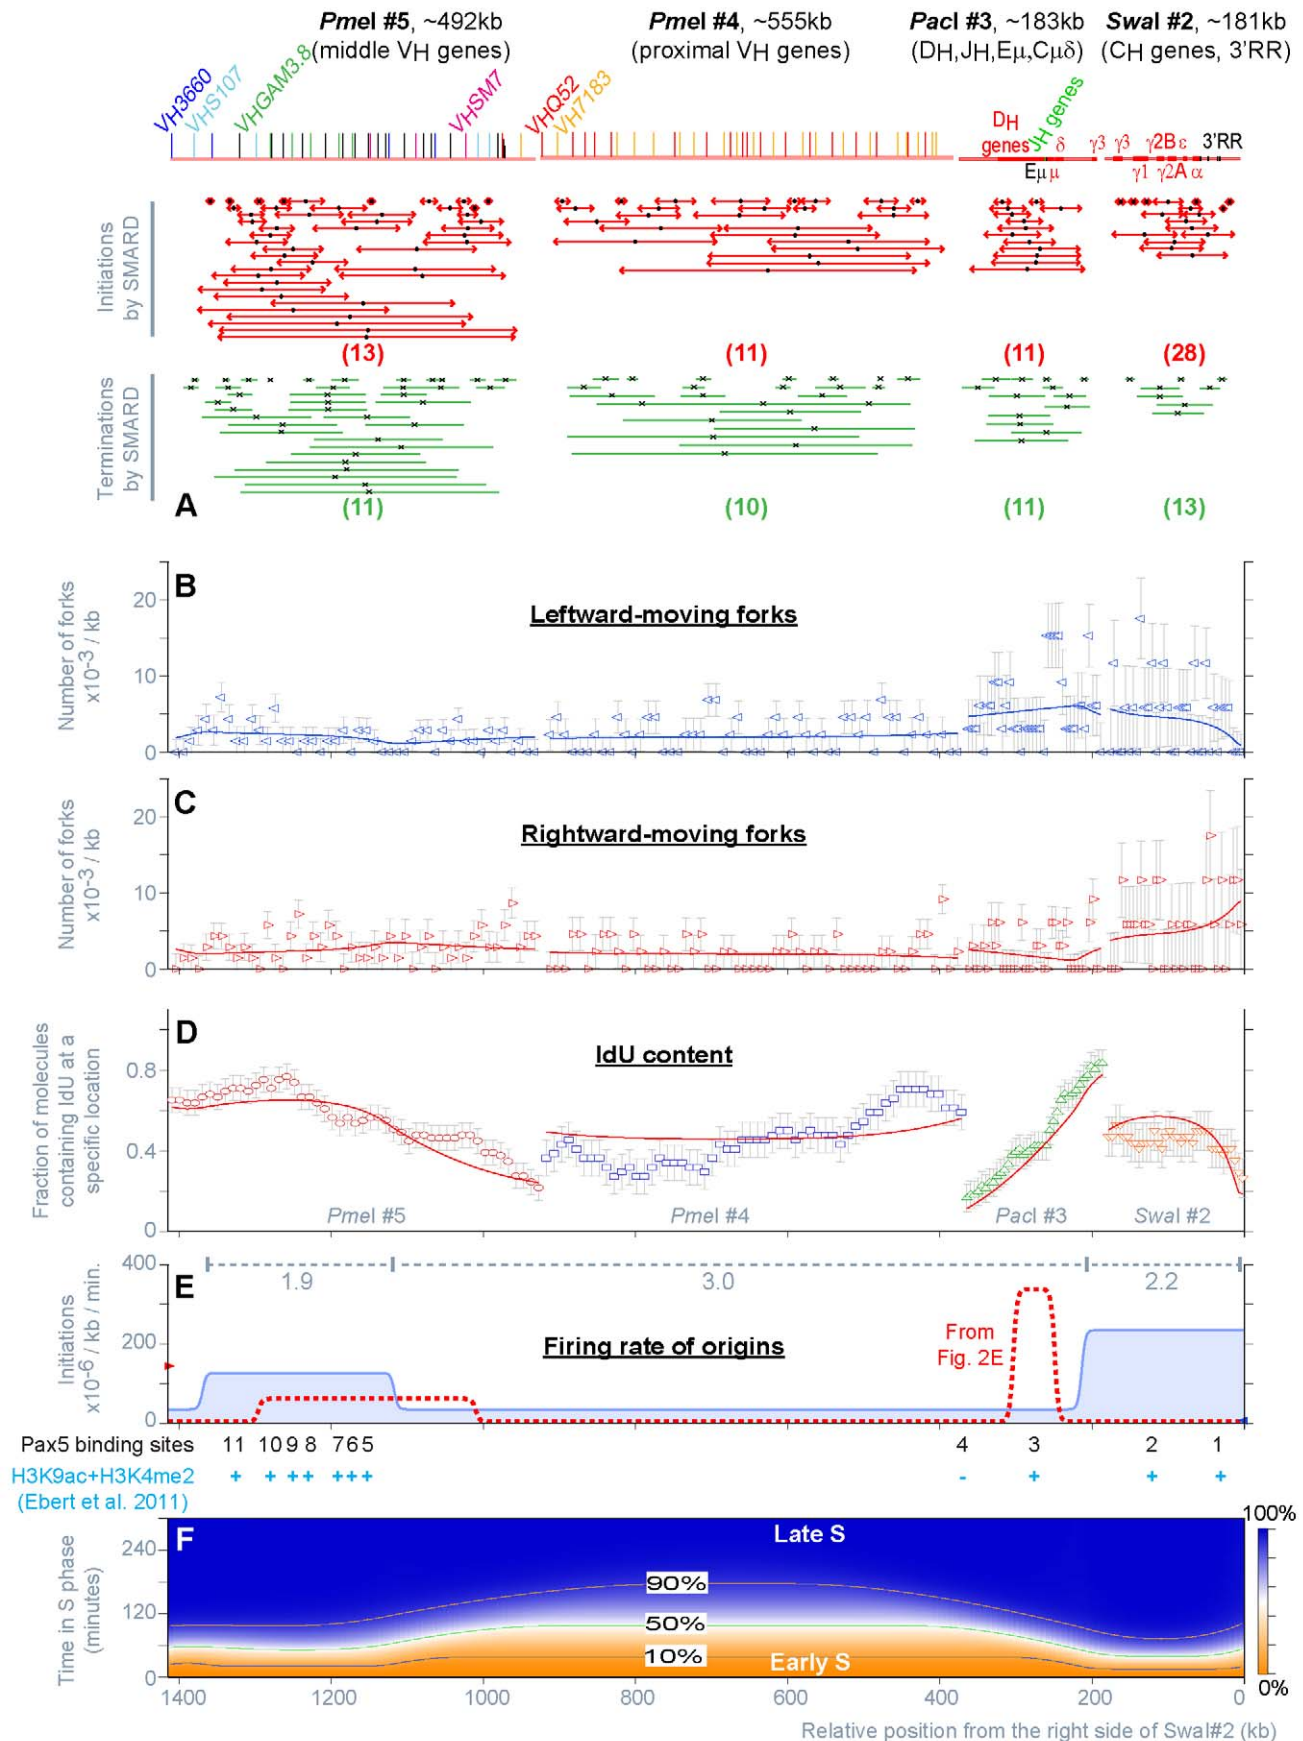 PmeI #5, ~492kb
(middle VH genes)
PmeI #4, ~555kb
(proximal VH genes)
PacI #3, ~183kb
(DH,JH,Eμ,Cμδ)
SwaI #2, ~181kb
(CH genes, 3'RR)
VH3660
VHS107
VHGAM3.8
VHSM7
VHQ52
VH7183
DH
genes
JH genes
δ
γ3
γ3
γ2B
ε
3'RR
Eμ
μ
γ1
γ2A
α
Initiations
by SMARD
(13)
(11)
(11)
(28)
Terminations
by SMARD
A
(11)
(10)
(11)
(13)
B
Leftward-moving forks
Number of forks
x10-3 / kb
20
10
0
C
Rightward-moving forks
Number of forks
x10-3 / kb
20
10
0
D
IdU content
Fraction of molecules
containing IdU at a
specific location
0.8
0.4
0
PmeI #5
PmeI #4
PacI #3
SwaI #2
E
1.9
3.0
2.2
Initiations
x10-6 / kb / min.
400
200
0
Firing rate of origins
From
Fig. 2E
Pax5 binding sites
11 10 9 8 7 6 5 4 3 2 1
H3K9ac+H3K4me2
+ + + + + + + - + + +
(Ebert et al. 2011)
F
Late S
90%
50%
10%
Early S
Time in S phase
(minutes)
240
120
0
100%
0%
1400 1200 1000 800 600 400 200 0
Relative position from the right side of SwaI#2 (kb)